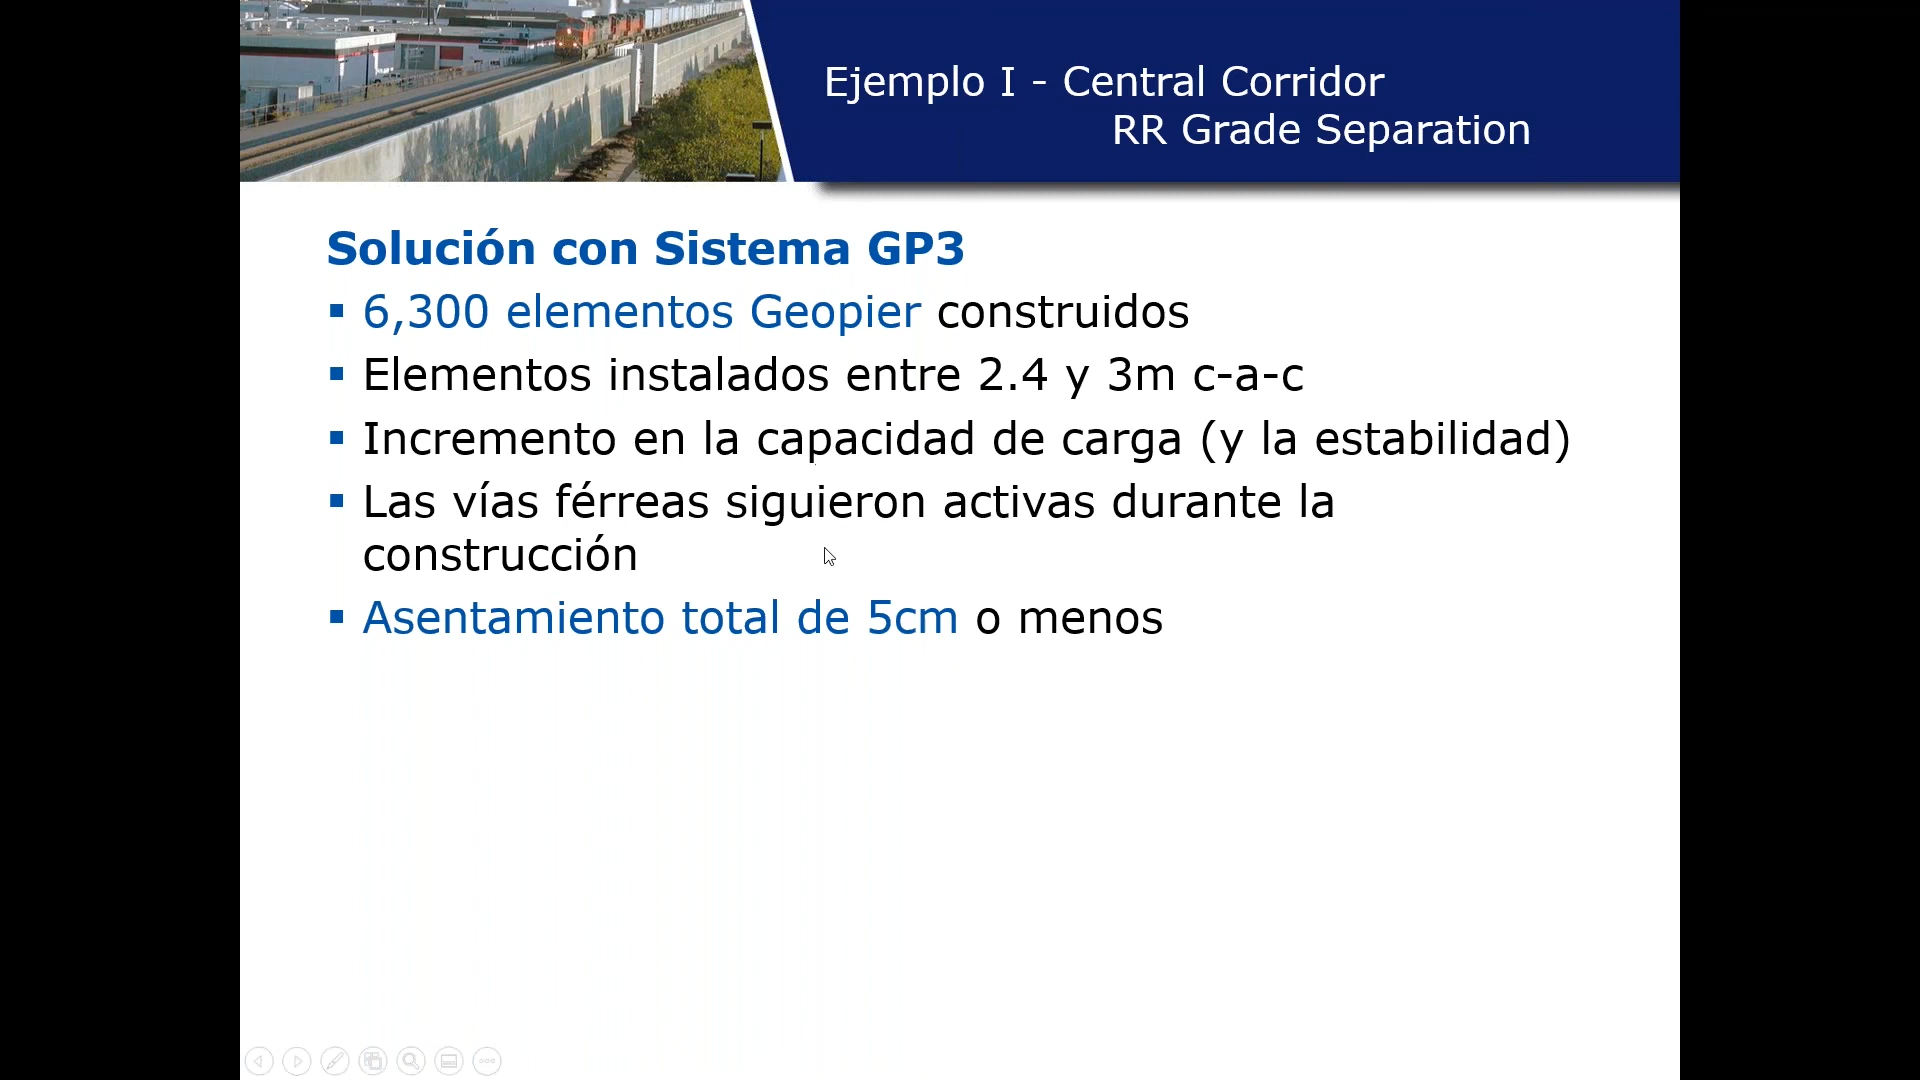 Ejemplo I - Central Corridor
RR Grade Separation
Solución con Sistema GP3
▪ 6,300 elementos Geopier construidos
▪ Elementos instalados entre 2.4 y 3m c-a-c
▪ Incremento en la capacidad de carga (y la estabilidad)
▪ Las vías férreas siguieron activas durante la
construcción
▪ Asentamiento total de 5cm o menos